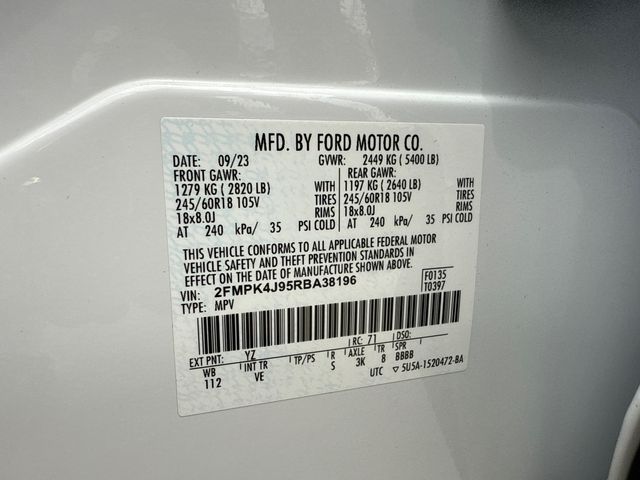 MFD. BY FORD MOTOR CO.
DATE: 09/23 GVWR: 2449 KG ( 5400 LB)
FRONT GAWR: REAR GAWR:
1279 KG ( 2820 LB) WITH 1197 KG ( 2640 LB) WITH
245/60R18 105V TIRES 245/60R18 105V TIRES
18x8.0J RIMS 18x8.0J RIMS
AT 240 kPa/ 35 PSI COLD AT 240 kPa/ 35 PSI COLD
THIS VEHICLE CONFORMS TO ALL APPLICABLE FEDERAL MOTOR
VEHICLE SAFETY AND THEFT PREVENTION STANDARDS IN
EFFECT ON THE DATE OF MANUFACTURE SHOWN ABOVE.
VIN: 2FMPK4J95RBA38196 F0135
TYPE: MPV T0397
EXT PNT: YZ RC: 71 DSO:
WB INT TR TP/PS R AXLE TR SPR
112 VE S 3K 8 BBBB
UTC ▽ 5U5A-1520472-BA